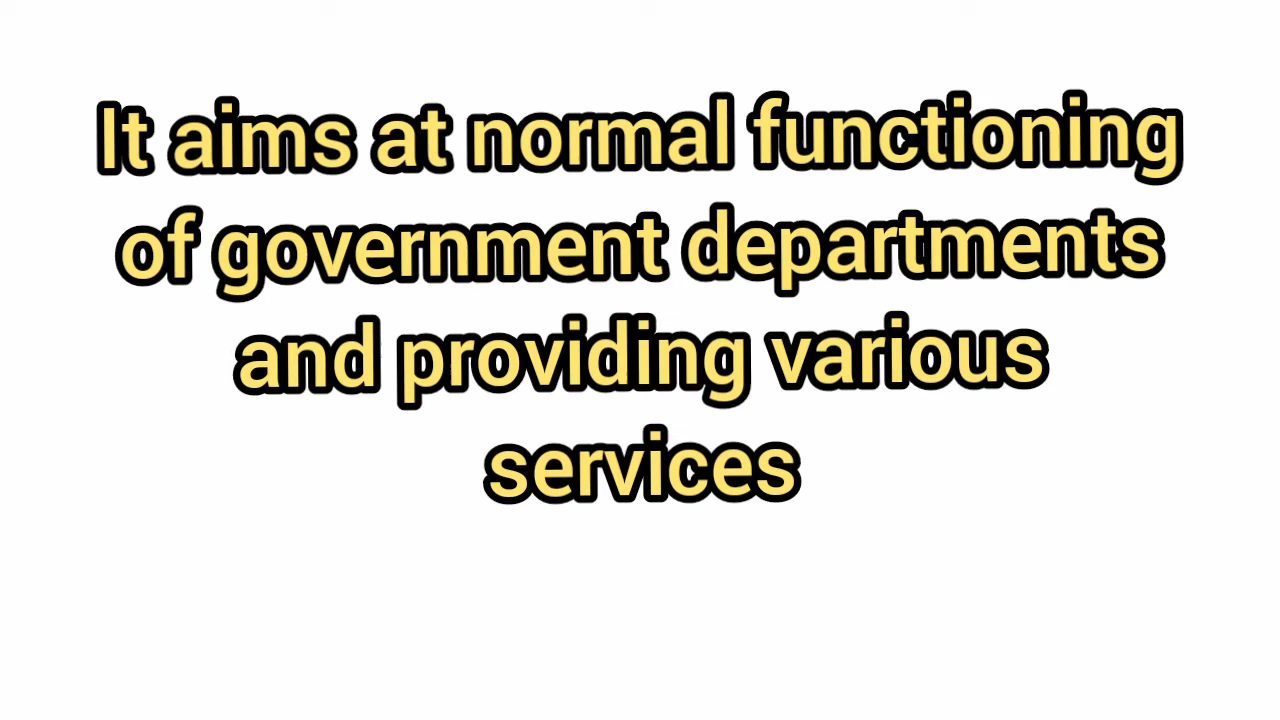 It aims at normal functioning
of government departments
and providing various
services